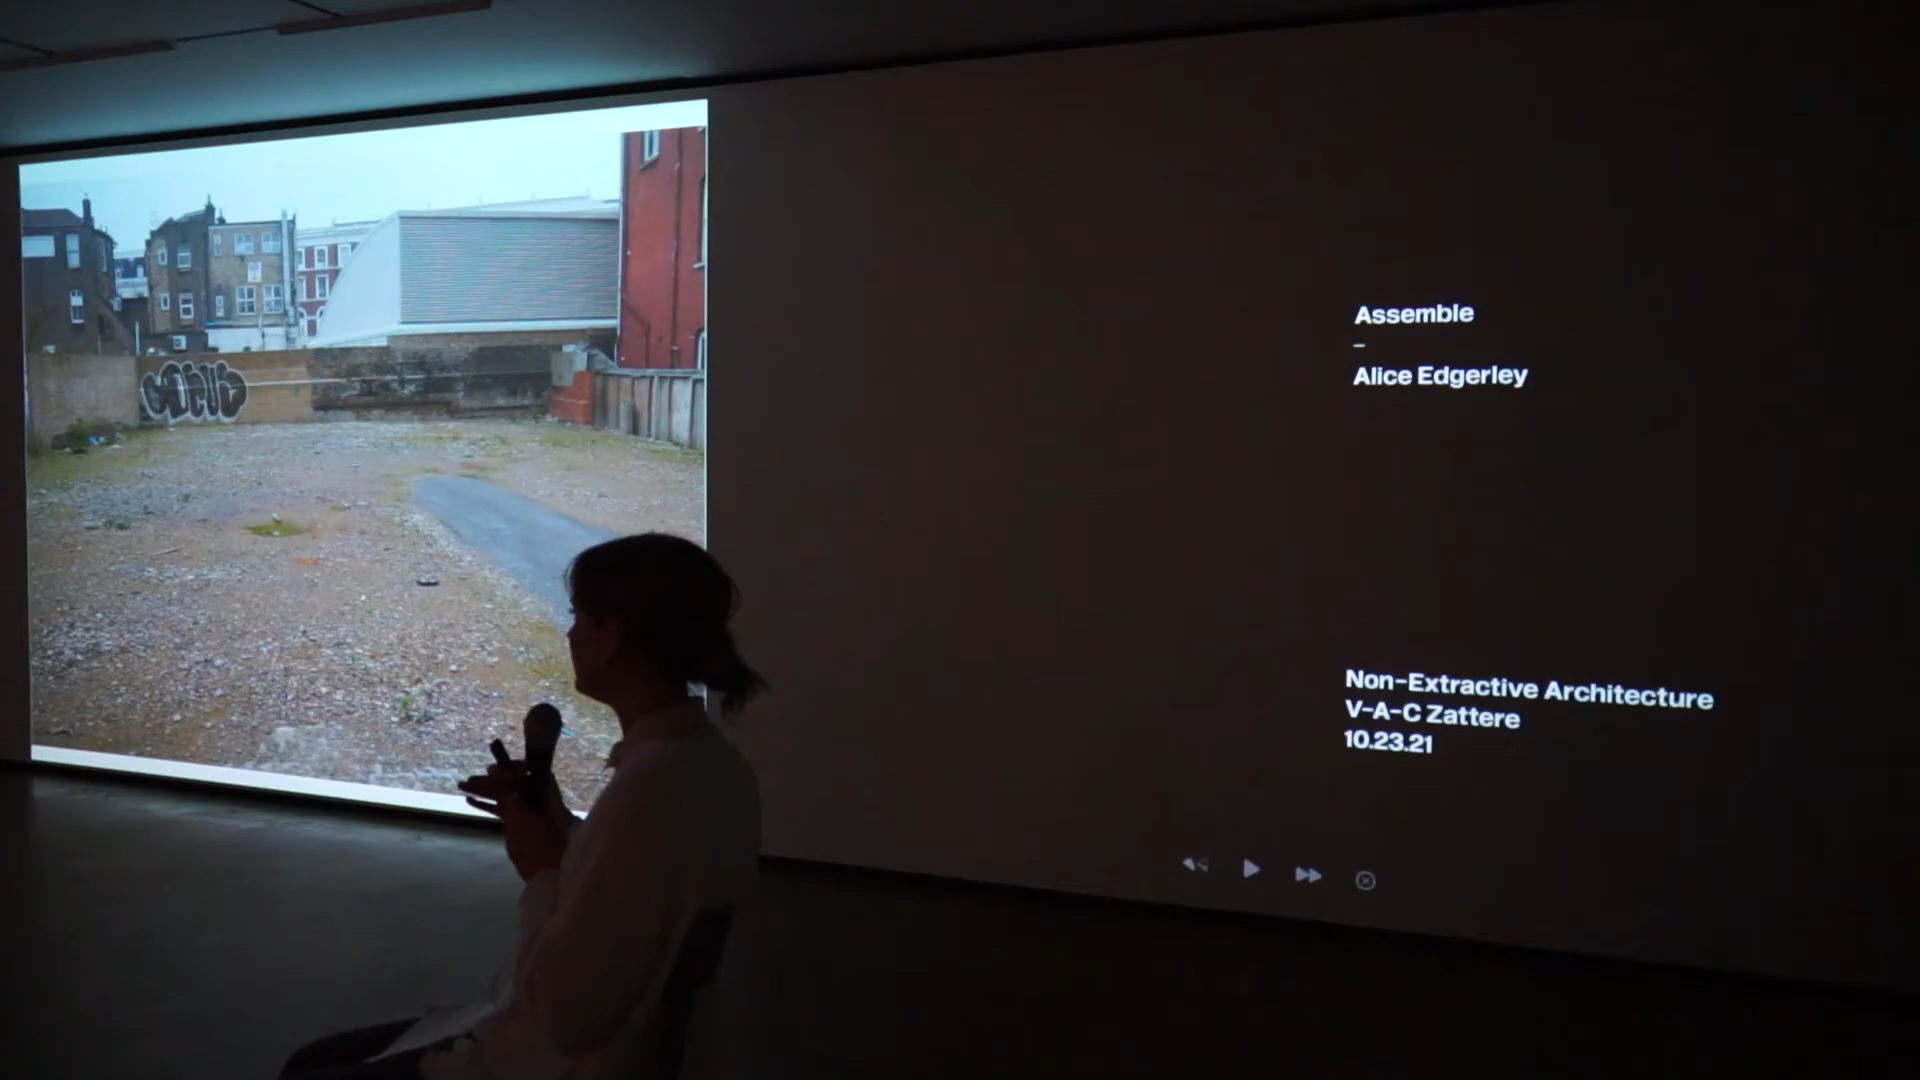 Assemble
–
Alice Edgerley
Non-Extractive Architecture
V-A-C Zattere
10.23.21